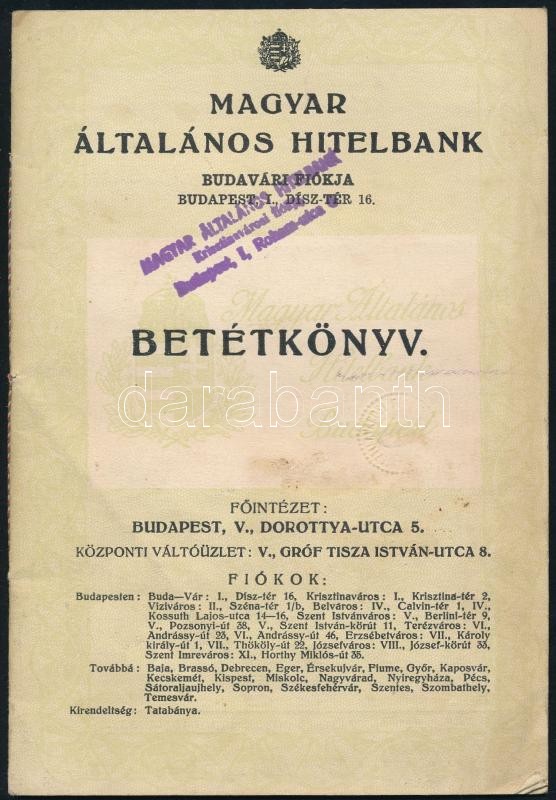 MAGYAR
ÁLTALÁNOS HITELBANK
BUDAVÁRI FIÓKJA
BUDAPEST, I., DÍSZ-TÉR 16.
MAGYAR ÁLTALÁNOS HITELBANK
Krisztinavárosi
Budapest, I,
Magyar Általános
Hitelbank
Budapest
BETÉTKÖNYV.
darabanth
FŐINTÉZET:
BUDAPEST, V., DOROTTYA-UTCA 5.
KÖZPONTI VÁLTÓÜZLET: V., GRÓF TISZA ISTVÁN-UTCA 8.
FIÓKOK:
Budapesten: Buda—Vár: I., Dísz-tér 16, Krisztinaváros: I., Krisztina-tér 2,
Víziváros: II., Széna-tér 1/b, Belváros: IV., Calvin-tér 1, IV.,
Kossuth Lajos-utca 14—16, Szent Istvánváros: V., Berlini-tér 9,
V., Pozsonyi-út 38, V., Szent István-körút 11, Terézváros: VI.,
Andrássy-út 23, VI., Andrássy-út 46, Erzsébetváros: VII., Károly
király-út 1, VII., Thököly-út 22, Józsefváros: VIII., József-körút 33,
Szent Imreváros: XI., Horthy Miklós-út 35.
Továbbá: Baja, Brassó, Debrecen, Eger, Érsekujvár, Fiume, Győr, Kaposvár,
Kecskemét, Kispest, Miskolc, Nagyvárad, Nyiregyháza, Pécs,
Sátoraljaujhely, Sopron, Székesfehérvár, Szentes, Szombathely,
Temesvár.
Kirendeltség: Tatabánya.